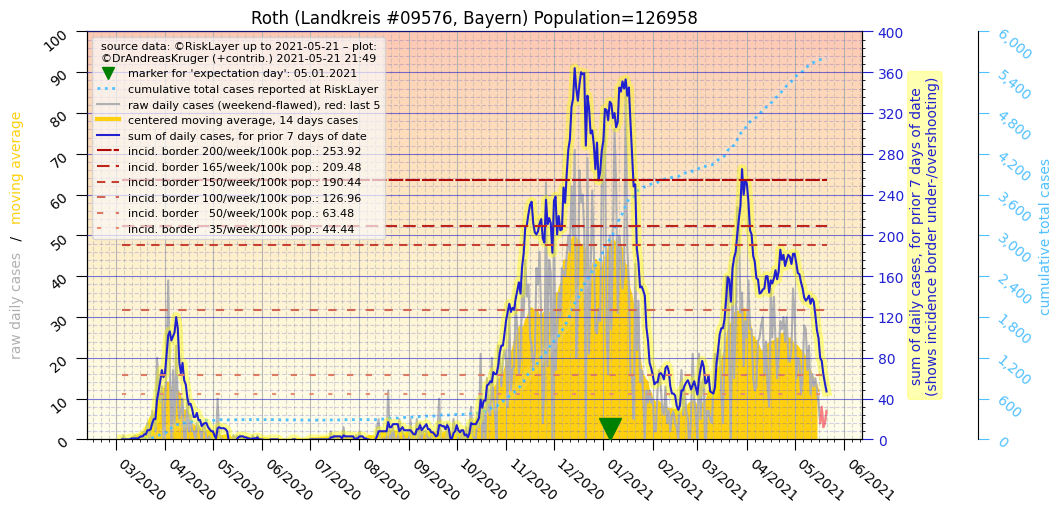 Roth (Landkreis #09576, Bayern) Population=126958
source data: ©RiskLayer up to 2021-05-21 – plot:
©DrAndreasKruger (+contrib.) 2021-05-21 21:49
marker for 'expectation day': 05.01.2021
cumulative total cases reported at RiskLayer
raw daily cases (weekend-flawed), red: last 5
centered moving average, 14 days cases
sum of daily cases, for prior 7 days of date
incid. border 200/week/100k pop.: 253.92
incid. border 165/week/100k pop.: 209.48
incid. border 150/week/100k pop.: 190.44
incid. border 100/week/100k pop.: 126.96
incid. border 50/week/100k pop.: 63.48
incid. border 35/week/100k pop.: 44.44
raw daily cases / moving average
100
90
80
70
60
50
40
30
20
10
0
03/2020
04/2020
05/2020
06/2020
07/2020
08/2020
09/2020
10/2020
11/2020
12/2020
01/2021
02/2021
03/2021
04/2021
05/2021
06/2021
400
360
320
280
240
200
160
120
80
40
0
sum of daily cases, for prior 7 days of date
(shows incidence border under-/overshooting)
6,000
5,400
4,800
4,200
3,600
3,000
2,400
1,800
1,200
600
0
cumulative total cases